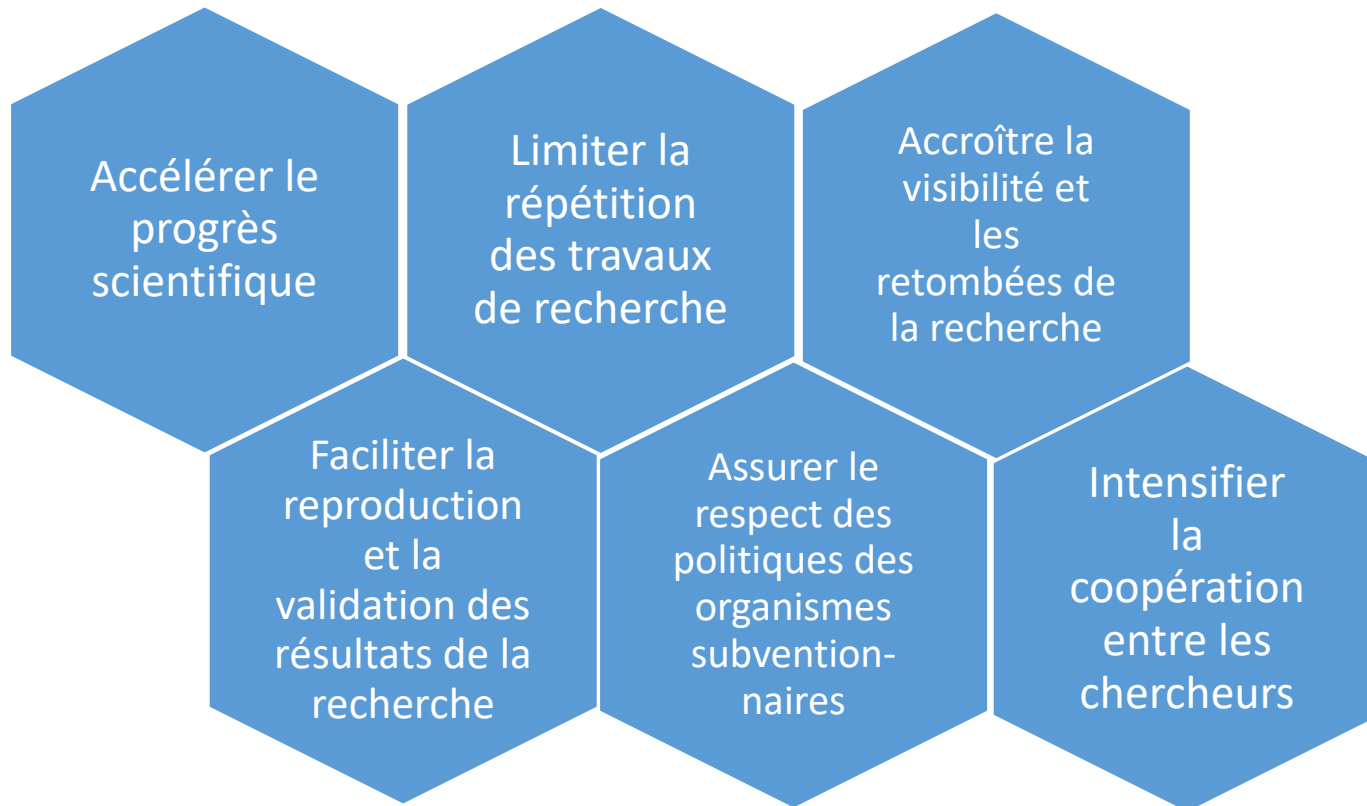 Accélérer le
progrès
scientifique
Limiter la
répétition
des travaux
de recherche
Accroître la
visibilité et
les
retombées de
la recherche
Faciliter la
reproduction
et la
validation des
résultats de la
recherche
Assurer le
respect des
politiques des
organismes
subvention-
naires
Intensifier
la
coopération
entre les
chercheurs